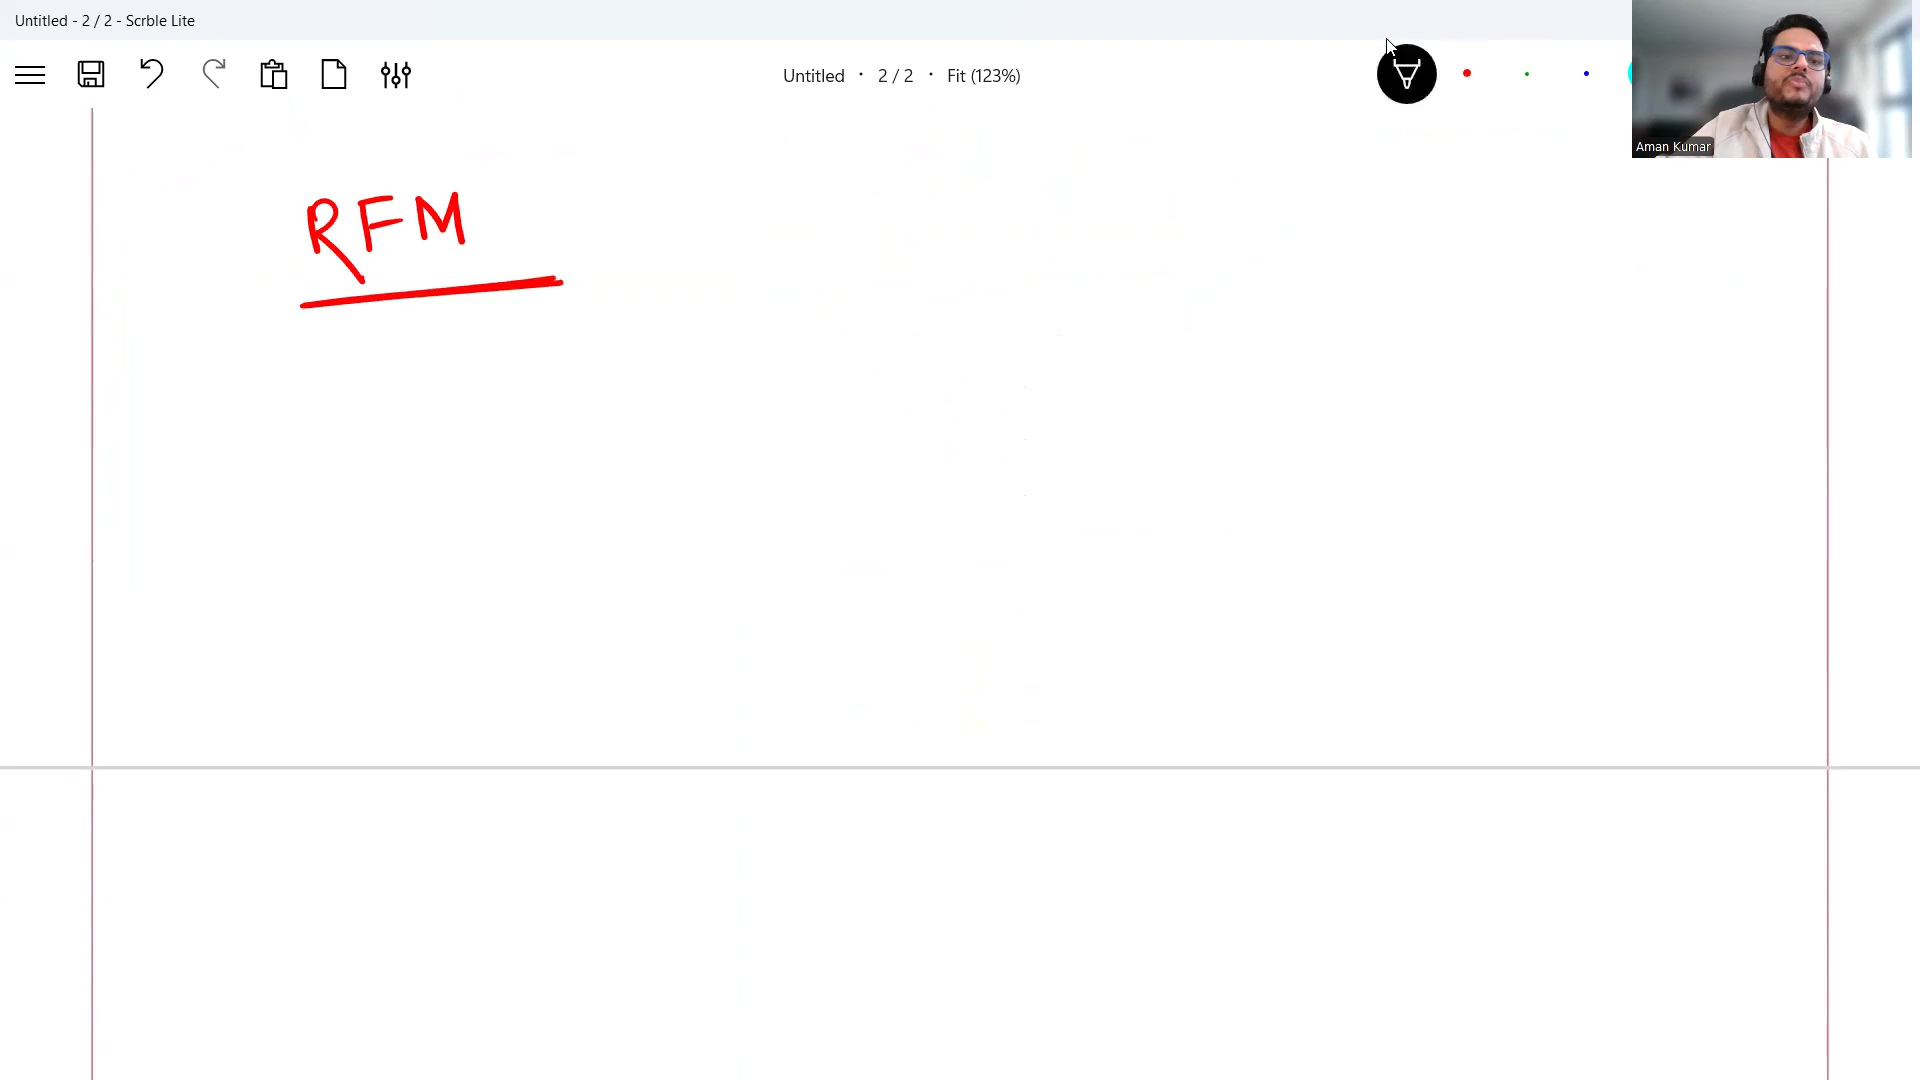 Untitled - 2 / 2 - Scrble Lite
Untitled • 2 / 2 • Fit (123%)
Aman Kumar
RFM